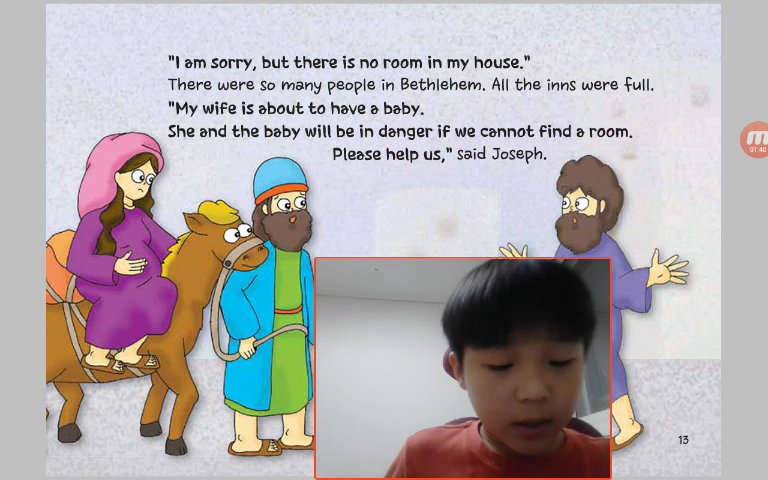 "I am sorry, but there is no room in my house."
There were so many people in Bethlehem. All the inns were full.
"My wife is about to have a baby.
She and the baby will be in danger if we cannot find a room.
Please help us," said Joseph.
01:40
13